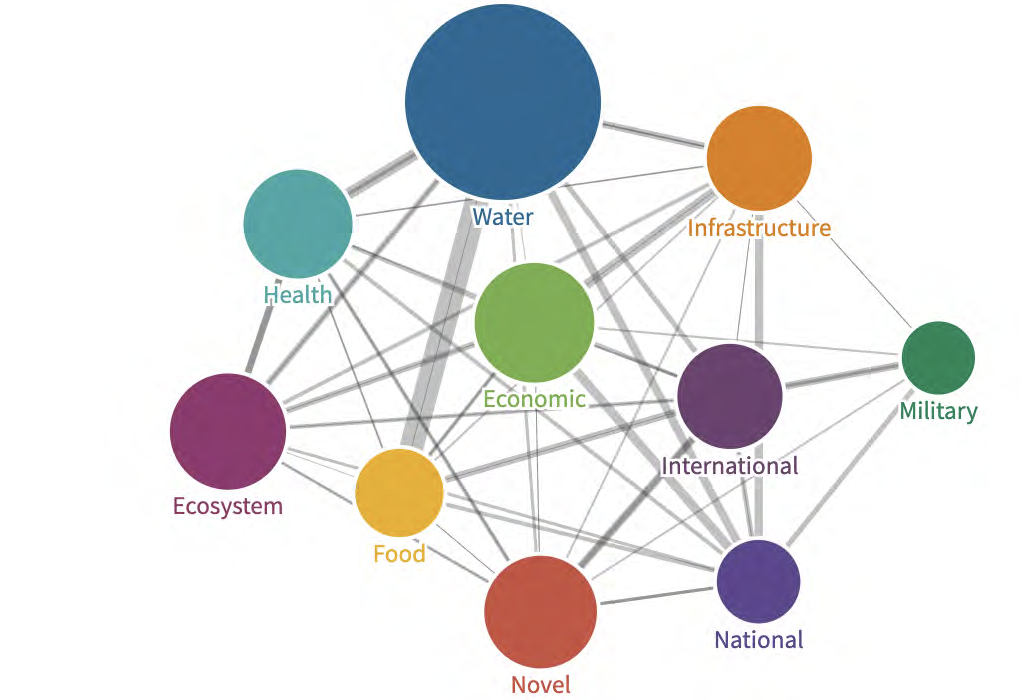 Water
Infrastructure
Health
Economic
Military
International
Ecosystem
Food
National
Novel